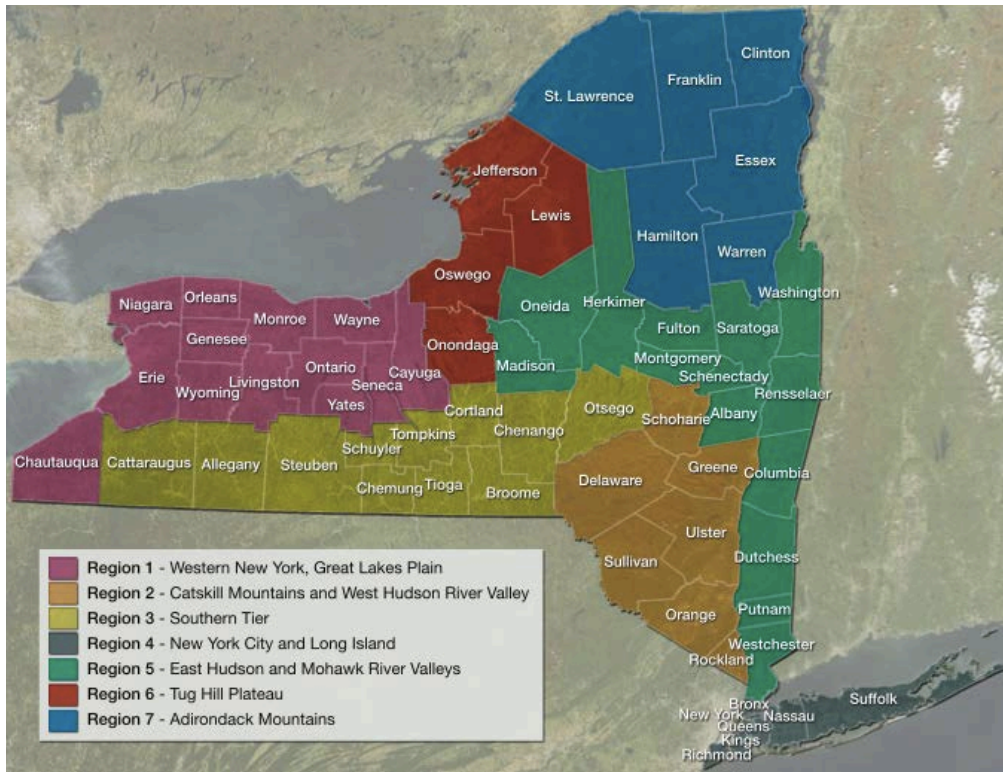 Clinton
Franklin
St. Lawrence
Essex
Jefferson
Lewis
Hamilton
Warren
Oswego
Washington
Niagara
Orleans
Oneida
Herkimer
Monroe
Wayne
Fulton
Saratoga
Genesee
Onondaga
Montgomery
Ontario
Madison
Cayuga
Schenectady
Erie
Livingston
Seneca
Wyoming
Rensselaer
Yates
Cortland
Otsego
Albany
Schoharie
Chenango
Tompkins
Schuyler
Chautauqua
Cattaraugus
Allegany
Steuben
Greene
Columbia
Delaware
Chemung
Tioga
Broome
Ulster
Dutchess
Sullivan
Putnam
Orange
Westchester
Rockland
Suffolk
Bronx
New York
Nassau
Queens
Kings
Richmond
Region 1 - Western New York, Great Lakes Plain
Region 2 - Catskill Mountains and West Hudson River Valley
Region 3 - Southern Tier
Region 4 - New York City and Long Island
Region 5 - East Hudson and Mohawk River Valleys
Region 6 - Tug Hill Plateau
Region 7 - Adirondack Mountains